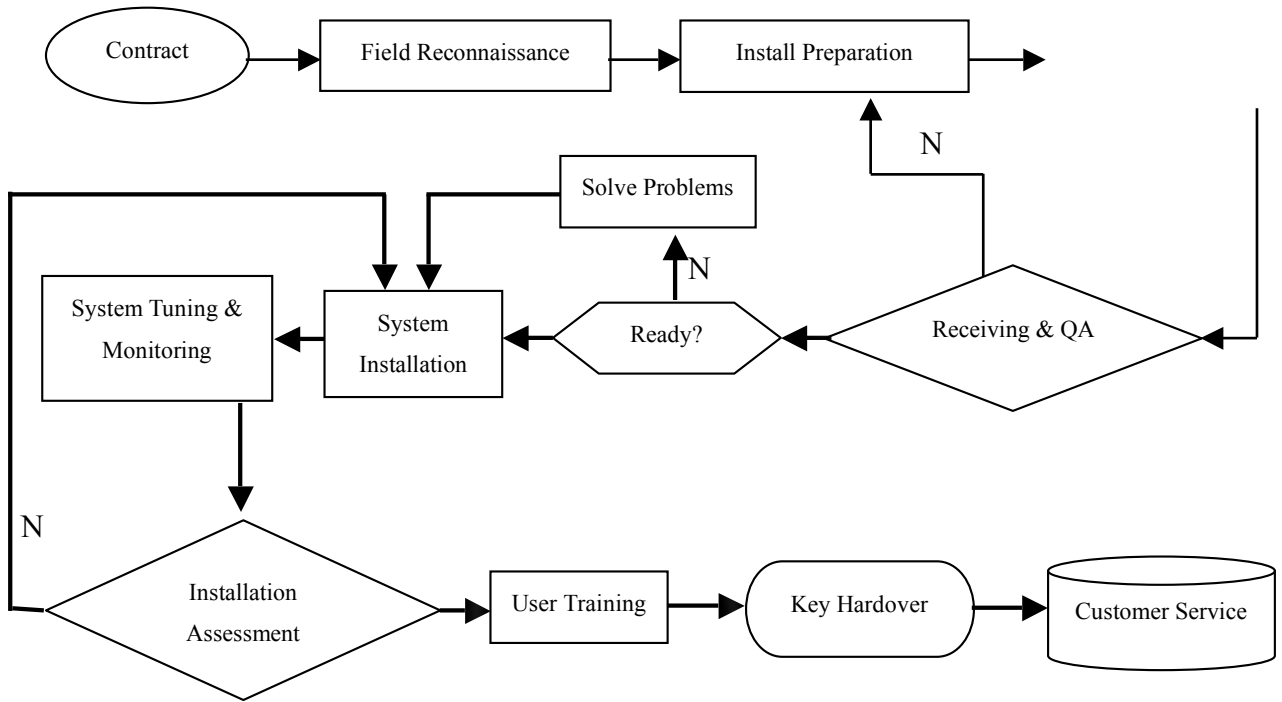 Contract
Field Reconnaissance
Install Preparation
N
Solve Problems
N
System Tuning &
Monitoring
System
Installation
Ready?
Receiving & QA
N
Installation
Assessment
User Training
Key Hardover
Customer Service